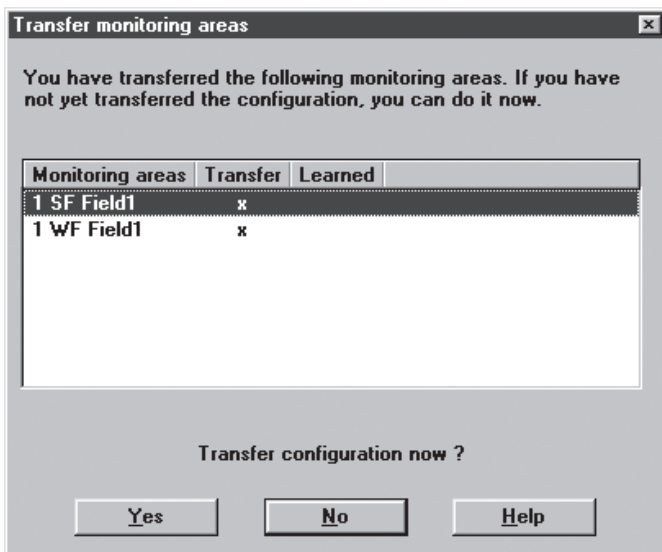 Transfer monitoring areas
You have transferred the following monitoring areas. If you have
not yet transferred the configuration, you can do it now.
Monitoring areas Transfer Learned
1 SF Field1 x
1 WF Field1 x
Transfer configuration now ?
Yes No Help